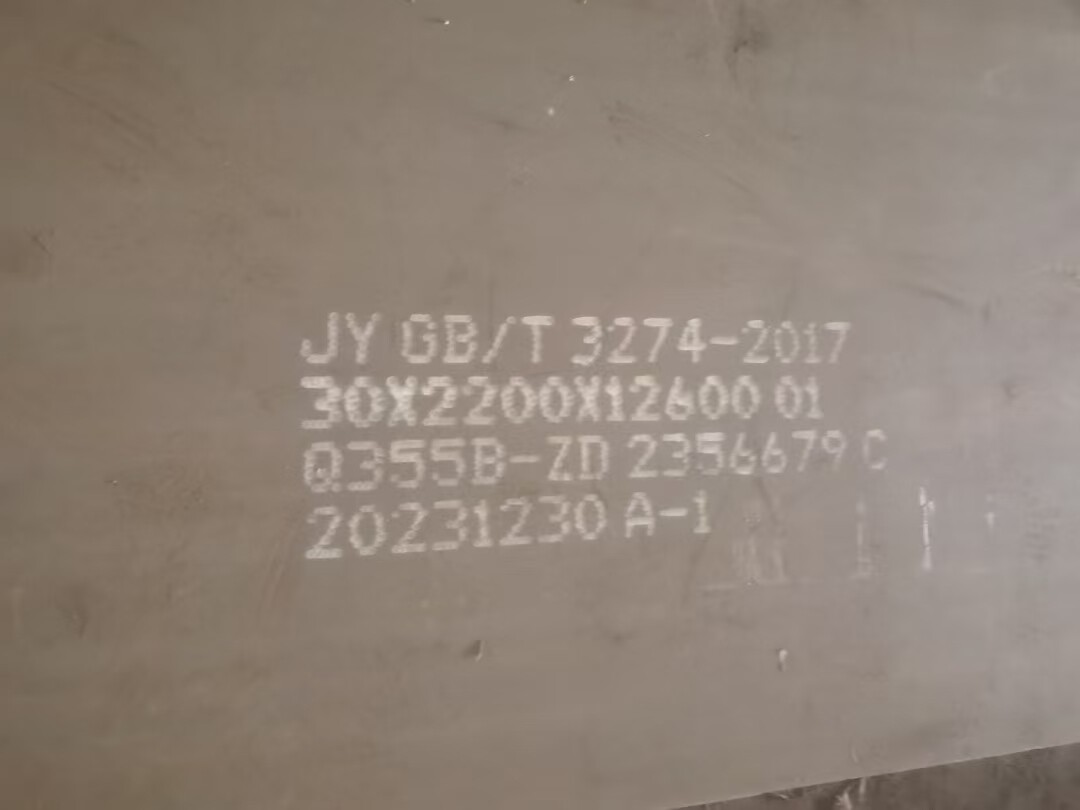 JY GB/T 3274-2017
30X2200X12600 01
Q355B-ZD 2356679 C
20231230 A-1